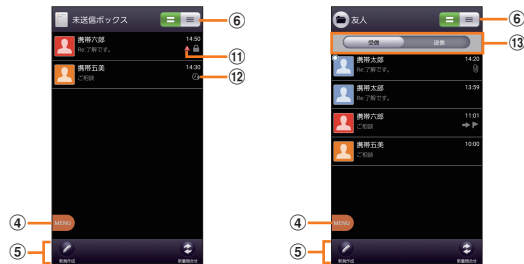 未送信ボックス
⑥
携帯六郎 14:50
Re:了解です。
⑪
携帯五美 14:30
ご相談
⑫
④
MENU
⑤
新規作成 新着問合せ
友人
⑥
受信 送信
⑬
携帯太郎 14:20
Re:了解です。
携帯太郎 13:59
Re:了解です。
携帯六郎 11:01
ご相談
携帯五美 10:00
ご相談
④
MENU
⑤
新規作成 新着問合せ